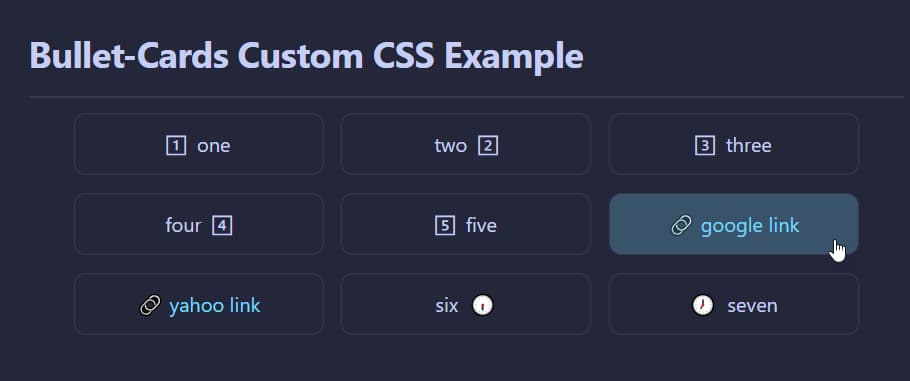 Bullet-Cards Custom CSS Example
1 one
two 2
3 three
four 4
5 five
google link
yahoo link
six
seven